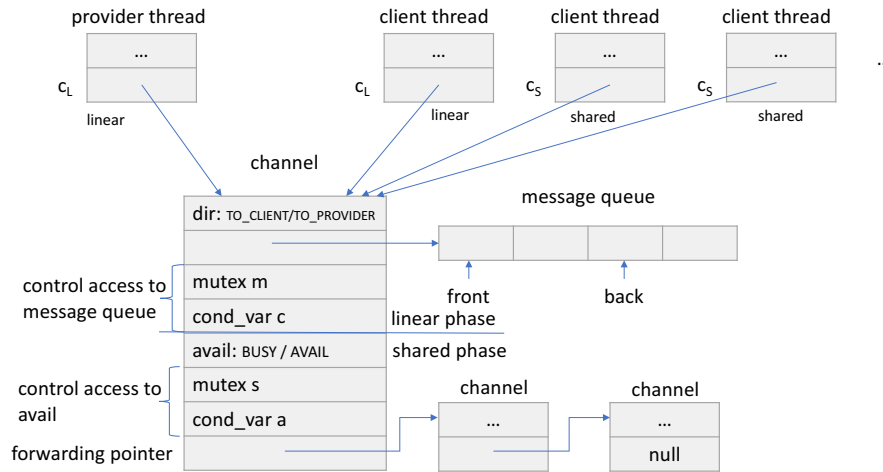 provider thread
client thread
client thread
client thread
...
...
...
...
...
cL
cL
cS
cS
linear
linear
shared
shared
channel
dir: TO_CLIENT/TO_PROVIDER
message queue
control access to
message queue
mutex m
cond_var c
front
back
linear phase
avail: BUSY / AVAIL
shared phase
control access to
avail
mutex s
cond_var a
forwarding pointer
channel
channel
...
...
null